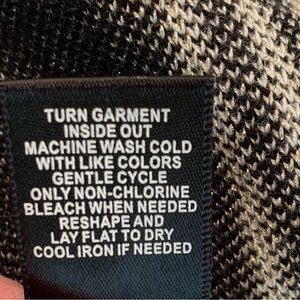 TURN GARMENT
INSIDE OUT
MACHINE WASH COLD
WITH LIKE COLORS
GENTLE CYCLE
ONLY NON-CHLORINE
BLEACH WHEN NEEDED
RESHAPE AND
LAY FLAT TO DRY
COOL IRON IF NEEDED